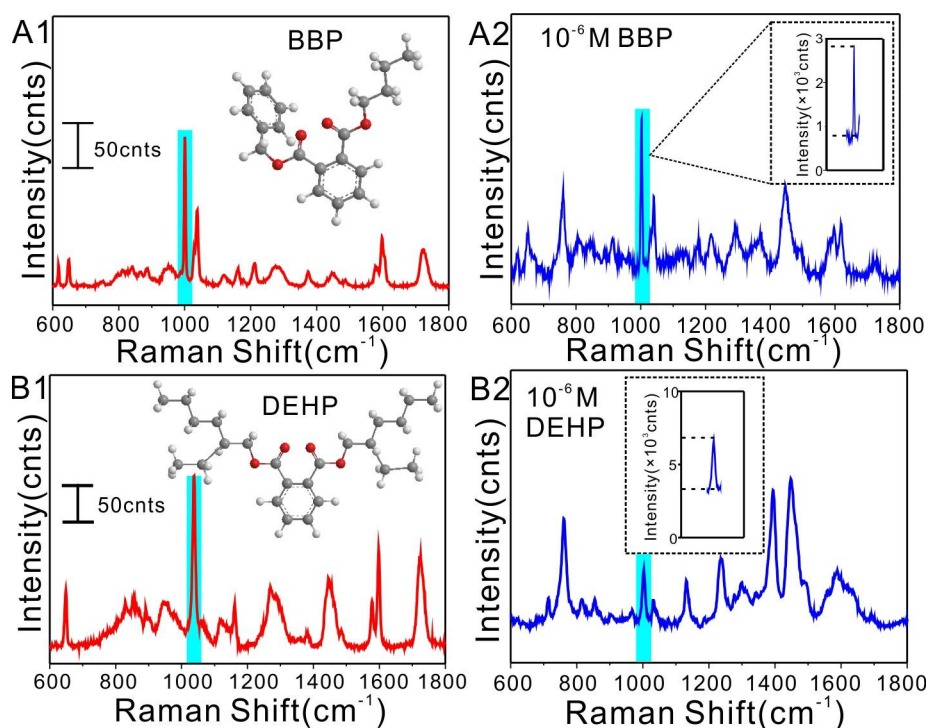 A1
BBP
50cnts
Intensity(cnts)
600 800 1000 1200 1400 1600 1800
Raman Shift(cm⁻¹)
A2
10⁻⁶M BBP
Intensity(×10³cnts)
3
2
1
0
Intensity(cnts)
600 800 1000 1200 1400 1600 1800
Raman Shift(cm⁻¹)
B1
DEHP
50cnts
Intensity(cnts)
600 800 1000 1200 1400 1600 1800
Raman Shift(cm⁻¹)
B2
10⁻⁶M
DEHP
Intensity(×10³cnts)
10
5
0
Intensity(cnts)
600 800 1000 1200 1400 1600 1800
Raman Shift(cm⁻¹)